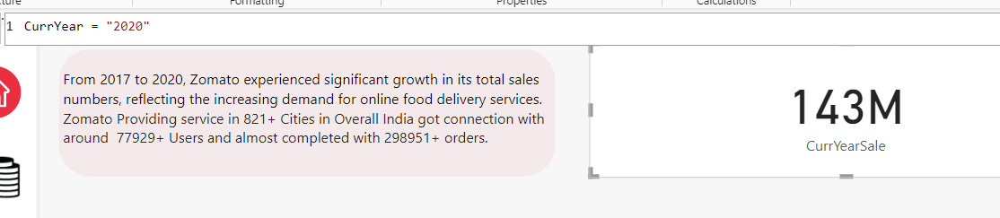 Formatting
Properties
Calculations
1 CurrYear = "2020"
From 2017 to 2020, Zomato experienced significant growth in its total sales
numbers, reflecting the increasing demand for online food delivery services.
Zomato Providing service in 821+ Cities in Overall India got connection with
around 77929+ Users and almost completed with 298951+ orders.
143M
CurrYearSale